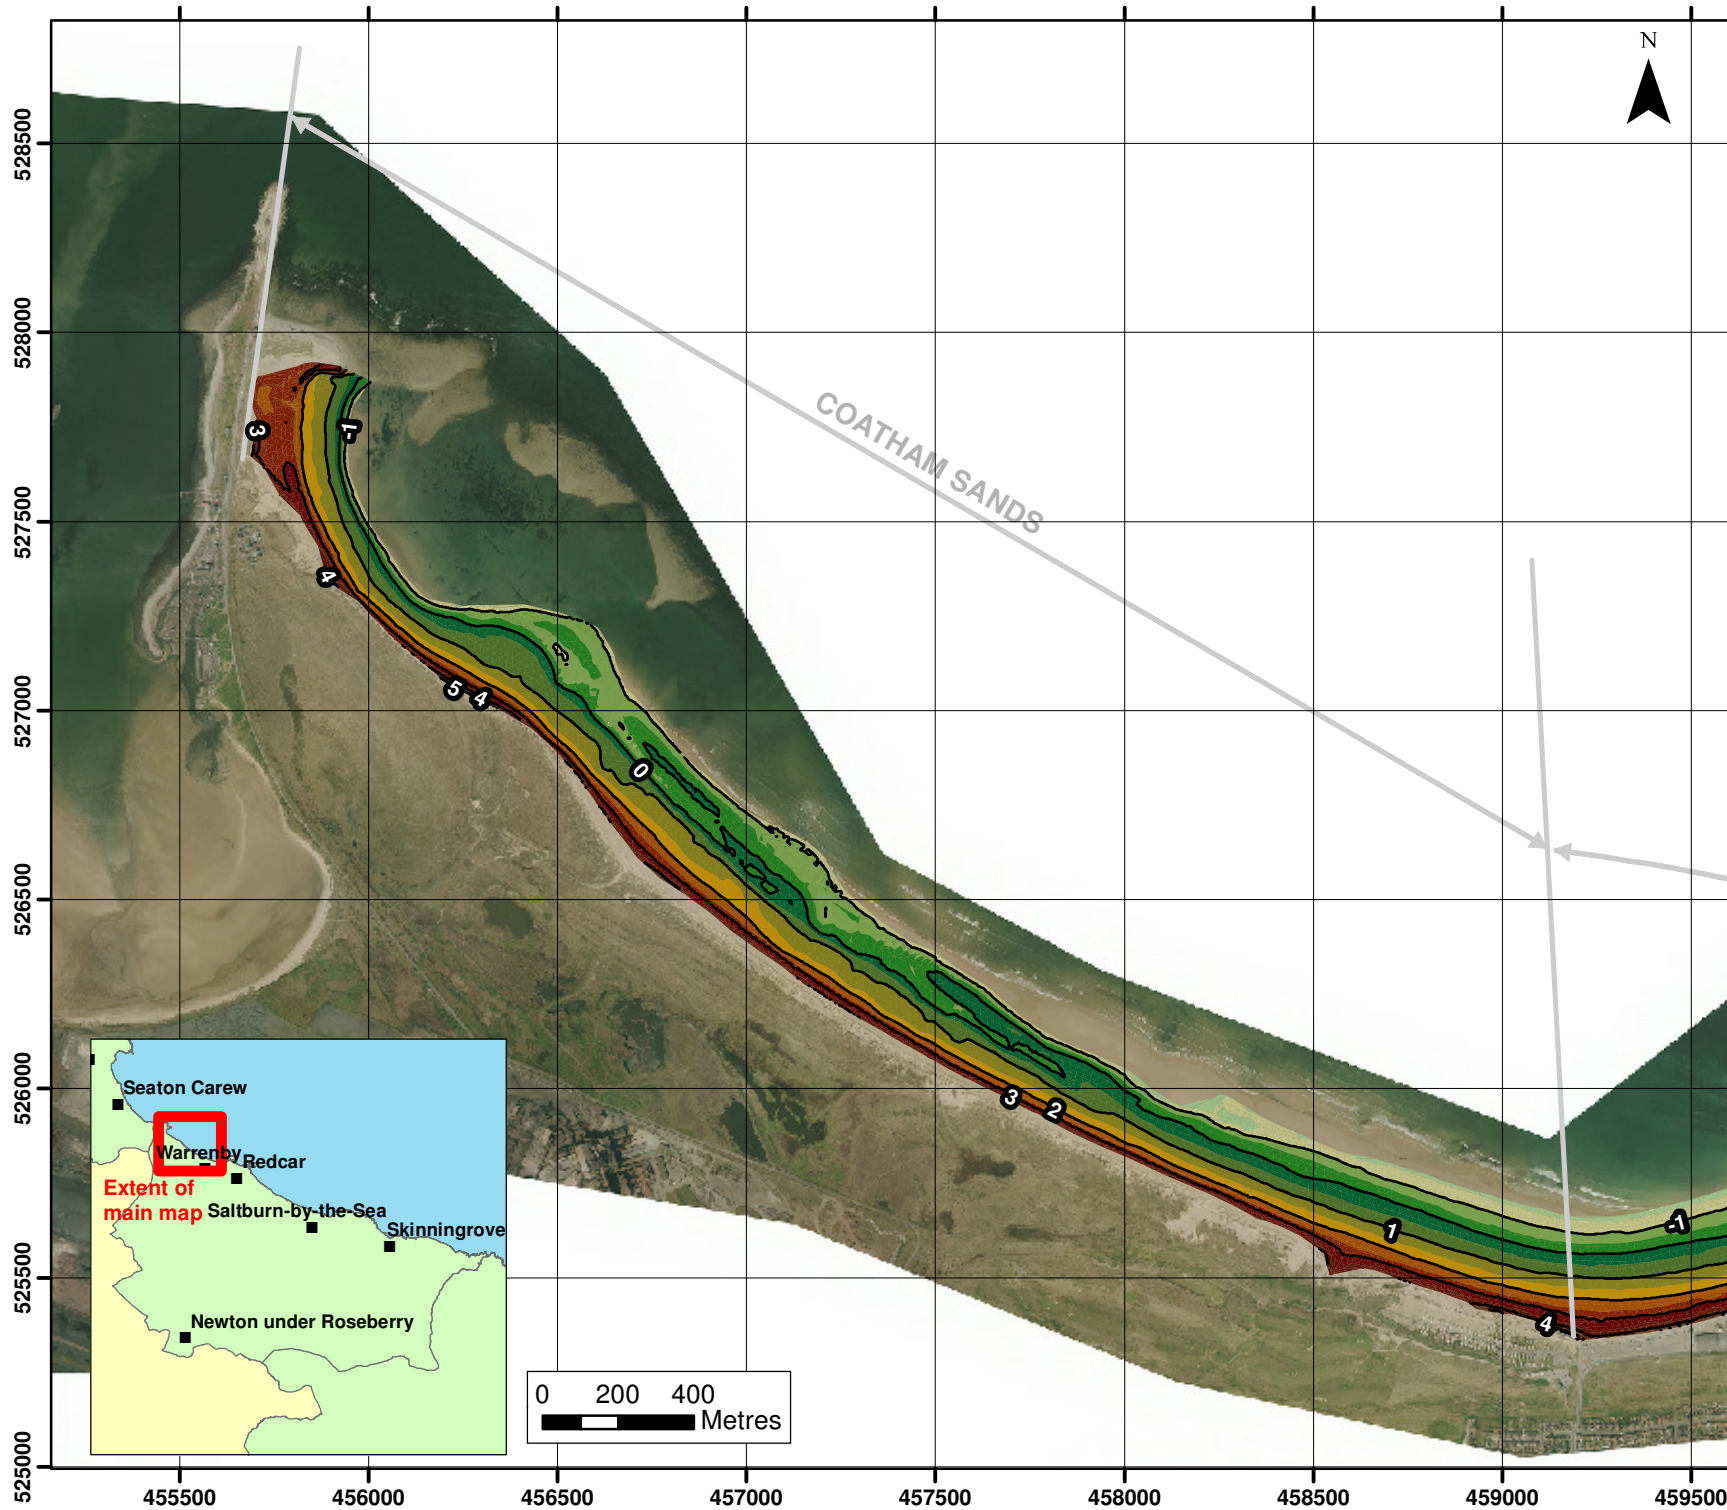 N
528500
528000
527500
527000
526500
526000
525500
525000
COATHAM SANDS
3
-1
4
5
4
0
3
2
1
-1
4
Seaton Carew
Warrenby
Redcar
Extent of
main map
Saltburn-by-the-Sea
Skinningrove
Newton under Roseberry
0 200 400
Metres
455500 456000 456500 457000 457500 458000 458500 459000 459500